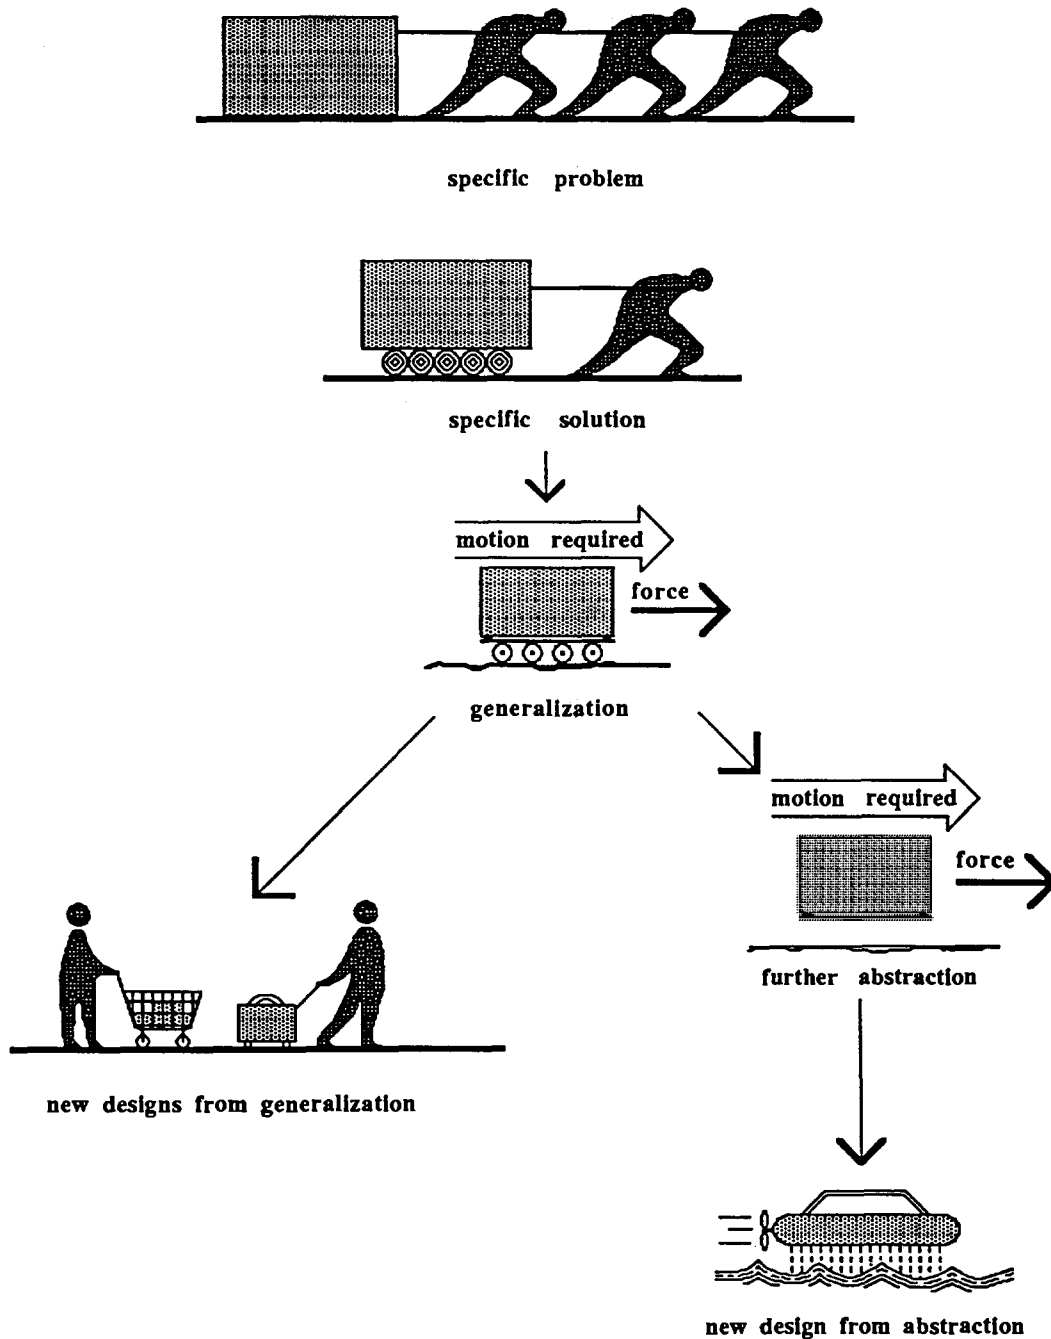 specific problem
specific solution
motion required
force
generalization
motion required
force
further abstraction
new designs from generalization
new design from abstraction